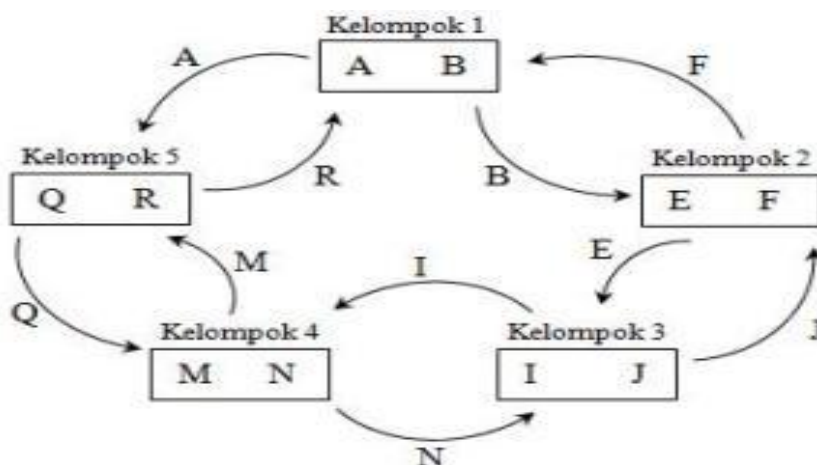 Kelompok 1
A B
A
F
R
B
Kelompok 5
Q R
Kelompok 2
E F
M
I
E
Q
J
Kelompok 4
M N
Kelompok 3
I J
N